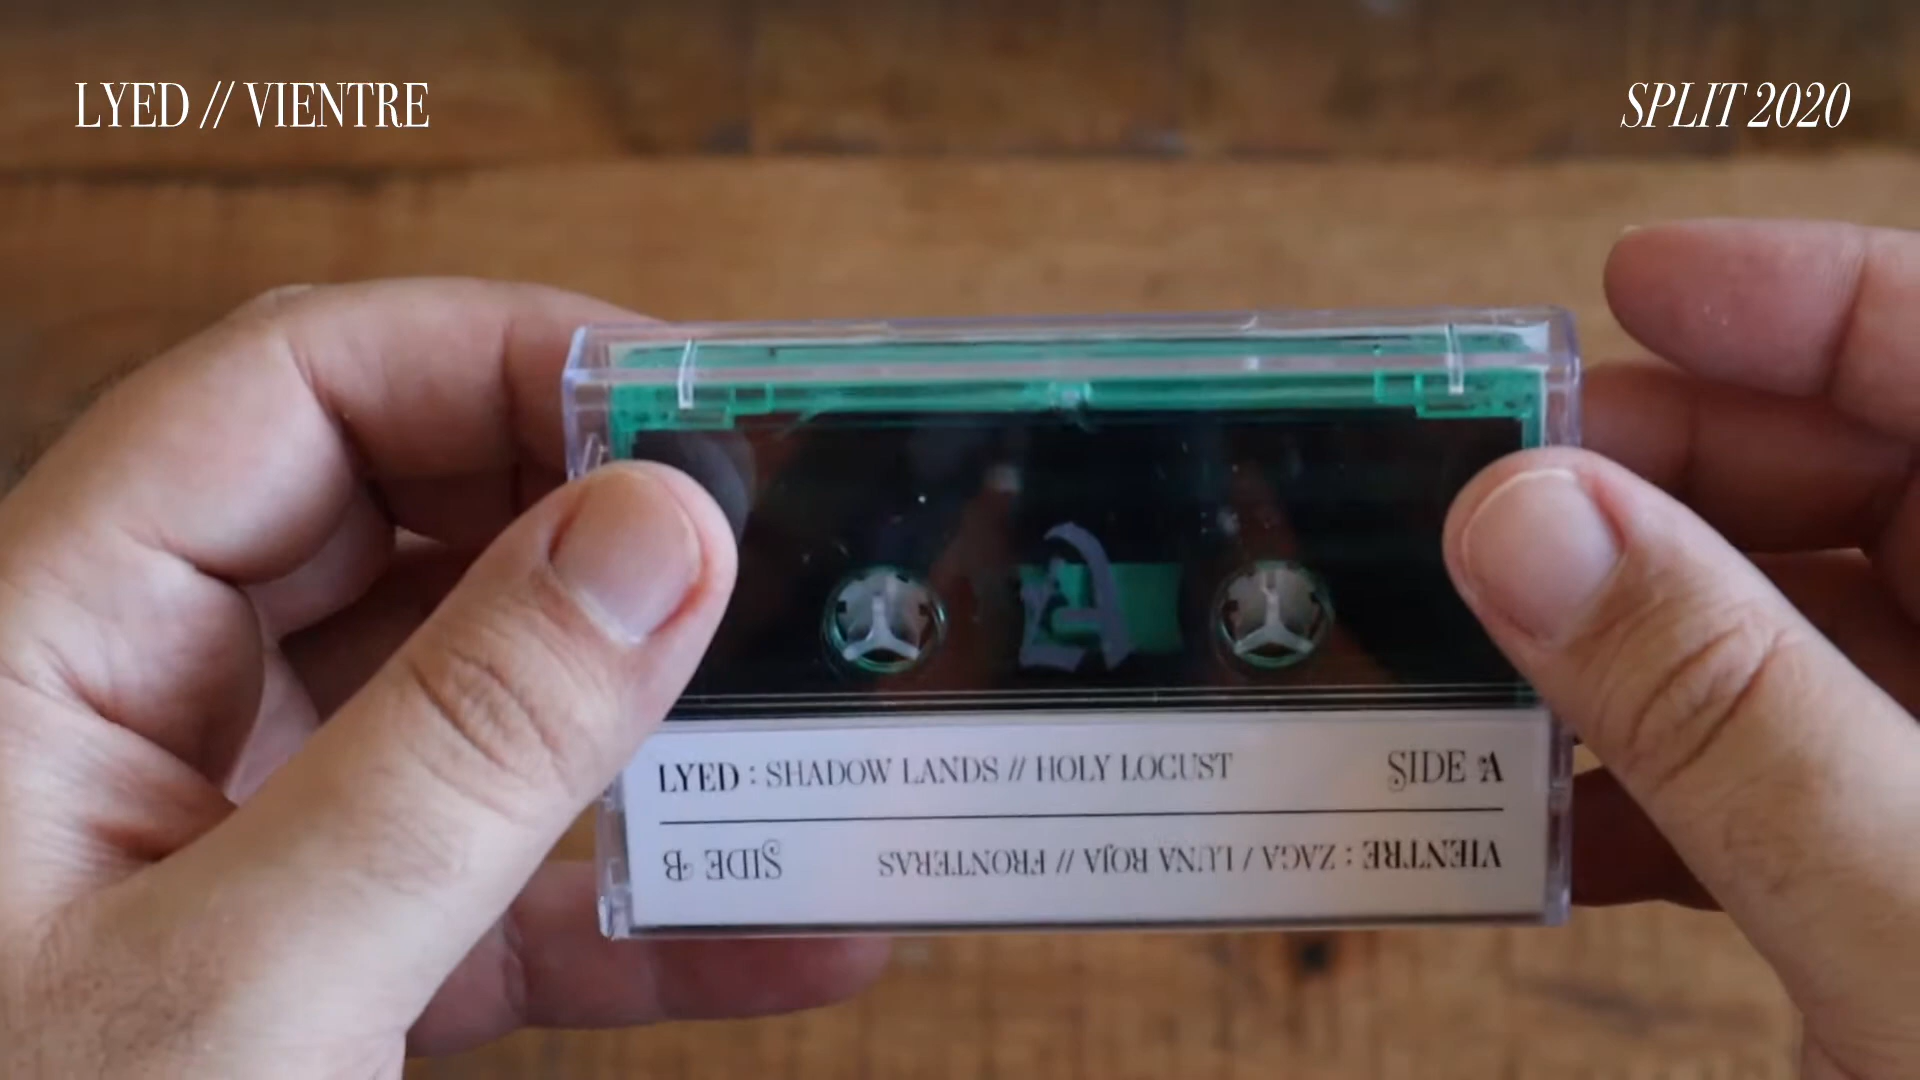 LYED // VIENTRE
SPLIT 2020
A
LYED : SHADOW LANDS // HOLY LOCUST
SIDE A
VIENTRE : ZAGA / LUNA ROJA // FRONTERAS
SIDE B